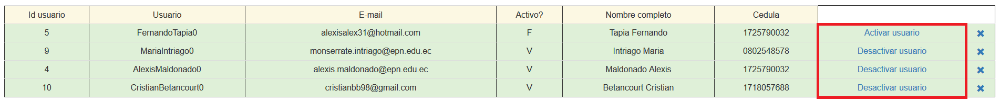 Id usuario Usuario E-mail Activo? Nombre completo Cedula
5 FernandoTapia0 alexisalex31@hotmail.com F Tapia Fernando 1725790032 Activar usuario
9 MariaIntriago0 monserrate.intriago@epn.edu.ec V Intriago Maria 0802548578 Desactivar usuario
4 AlexisMaldonado0 alexis.maldonado@epn.edu.ec V Maldonado Alexis 1725790032 Desactivar usuario
10 CristianBetancourt0 cristianbb98@gmail.com V Betancourt Cristian 1718057688 Desactivar usuario